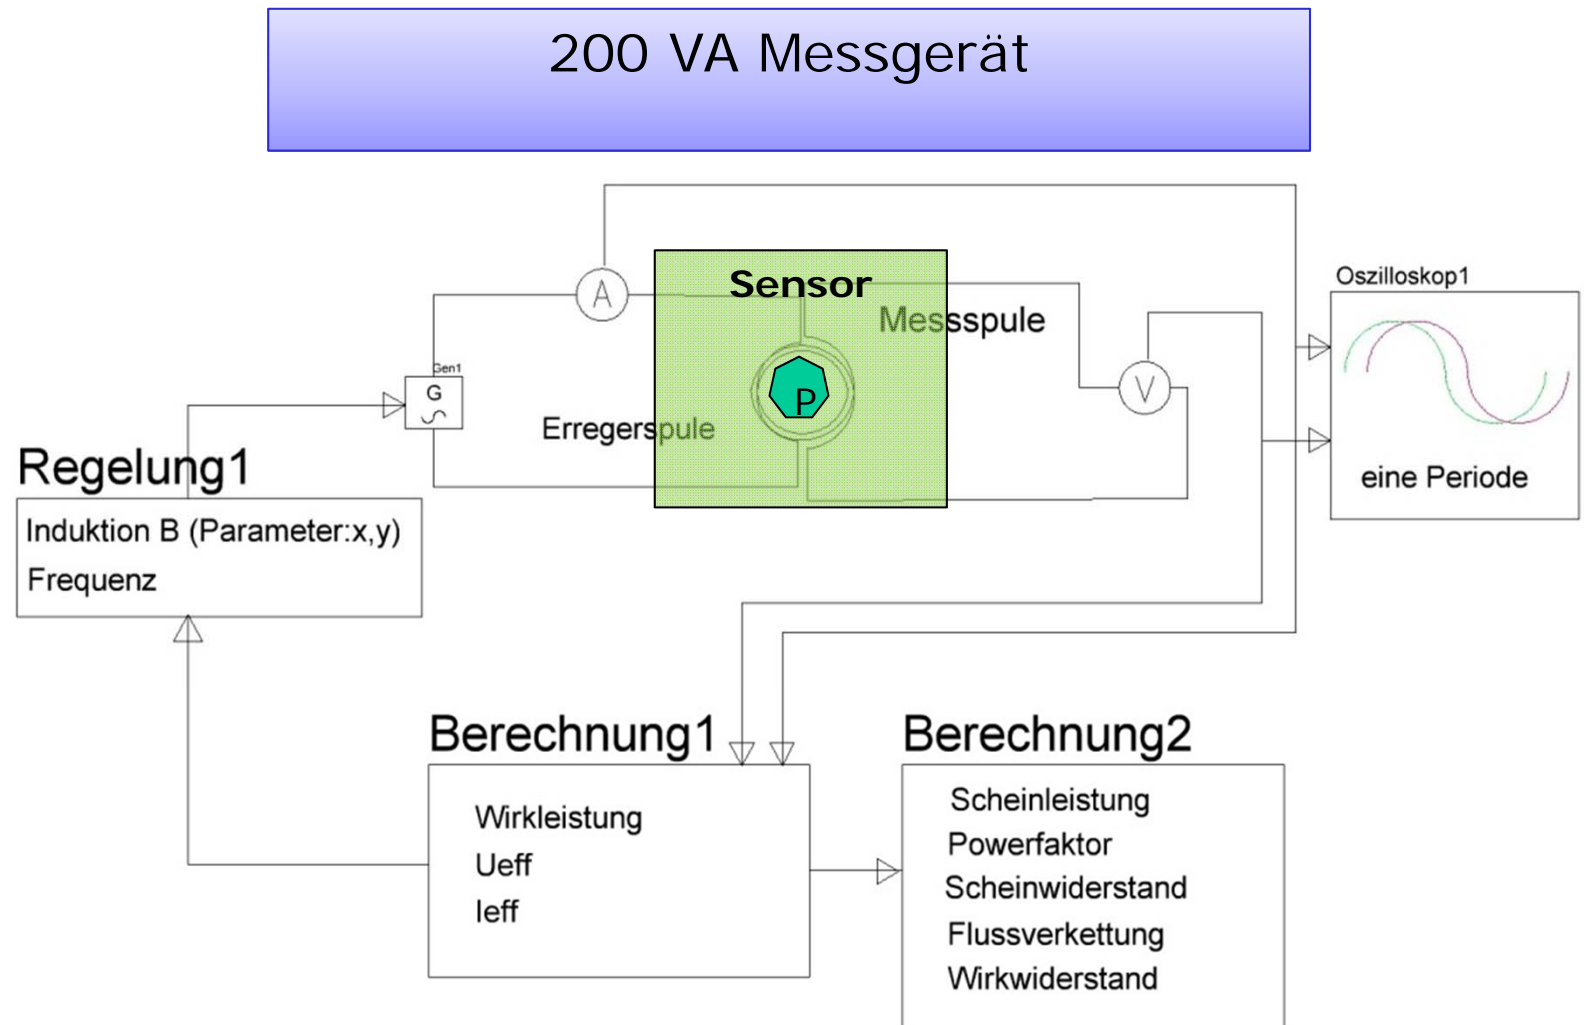 200 VA Messgerät
Sensor
Messspule
A
Oszilloskop1
Gen1
G
P
V
Erregerspule
eine Periode
Regelung1
Induktion B (Parameter:x,y)
Frequenz
Berechnung1
Wirkleistung
Ueff
Ieff
Berechnung2
Scheinleistung
Powerfaktor
Scheinwiderstand
Flussverkettung
Wirkwiderstand